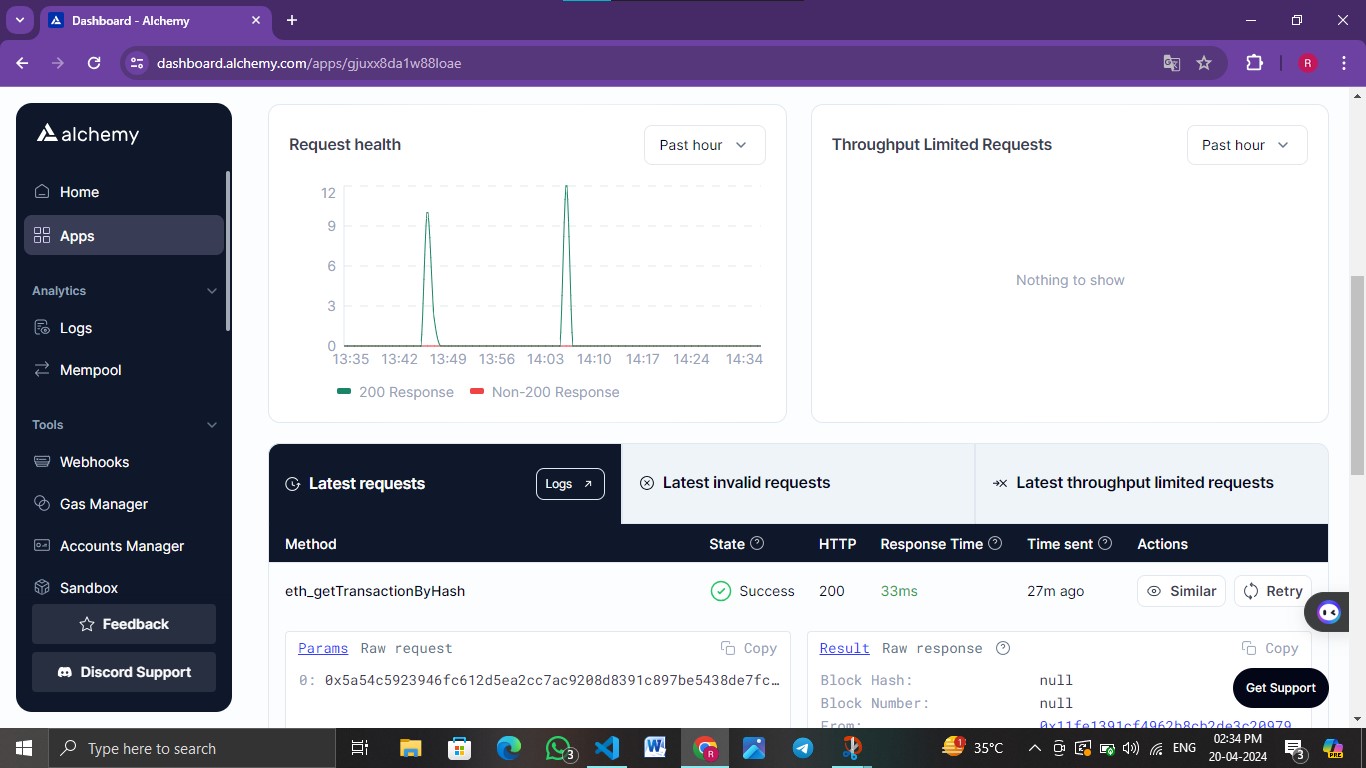 Dashboard - Alchemy
dashboard.alchemy.com/apps/gjuxx8da1w88loae
R
alchemy
Home
Apps
Analytics
Logs
Mempool
Tools
Webhooks
Gas Manager
Accounts Manager
Sandbox
Feedback
Discord Support
Request health
Past hour
12
9
6
3
0
13:35 13:42 13:49 13:56 14:03 14:10 14:17 14:24 14:34
200 Response Non-200 Response
Throughput Limited Requests
Past hour
Nothing to show
Latest requests
Logs
Latest invalid requests
Latest throughput limited requests
Method State HTTP Response Time Time sent Actions
eth_getTransactionByHash Success 200 33ms 27m ago Similar Retry
Params Raw request Copy
0: 0x5a54c5923946fc612d5ea2cc7ac9208d8391c897be5438de7fc…
Result Raw response Copy
Block Hash: null
Block Number: null
From: 0x11fe1391cf4962b8cb2de3c20979
Get Support
Type here to search
3
R
1
35°C
ENG
02:34 PM
20-04-2024
3
PRE